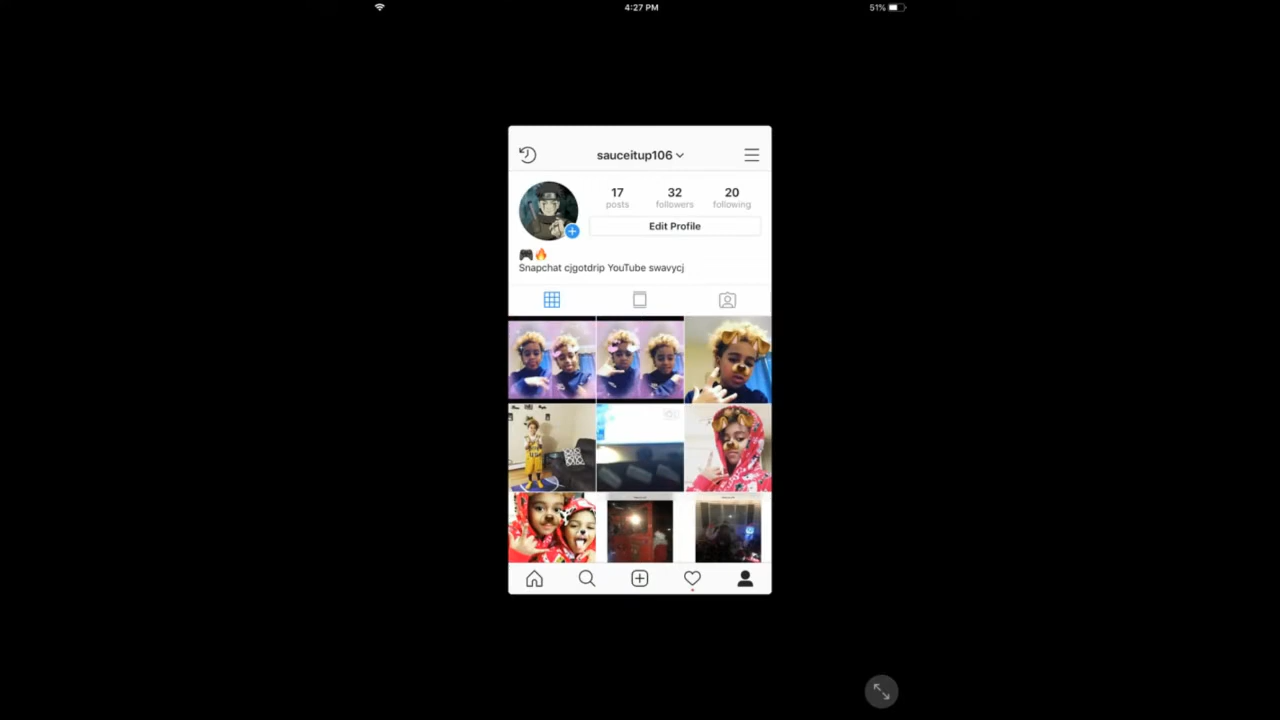 4:27 PM
51%
sauceitup106
17 32 20
posts followers following
Edit Profile
🎮🔥
Snapchat cjgotdrip YouTube swavycj